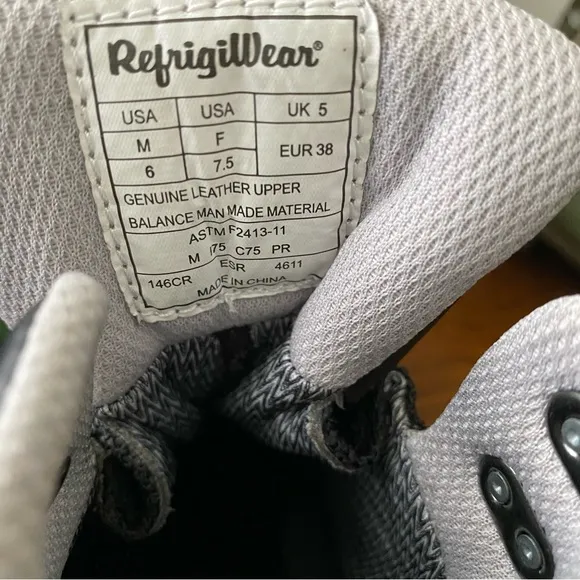 RefrigiWear®
USA USA UK 5
M F EUR 38
6 7.5
GENUINE LEATHER UPPER
BALANCE MAN MADE MATERIAL
ASTM F2413-11
M I75 C75 PR
ESR
146CR 4611
MADE IN CHINA